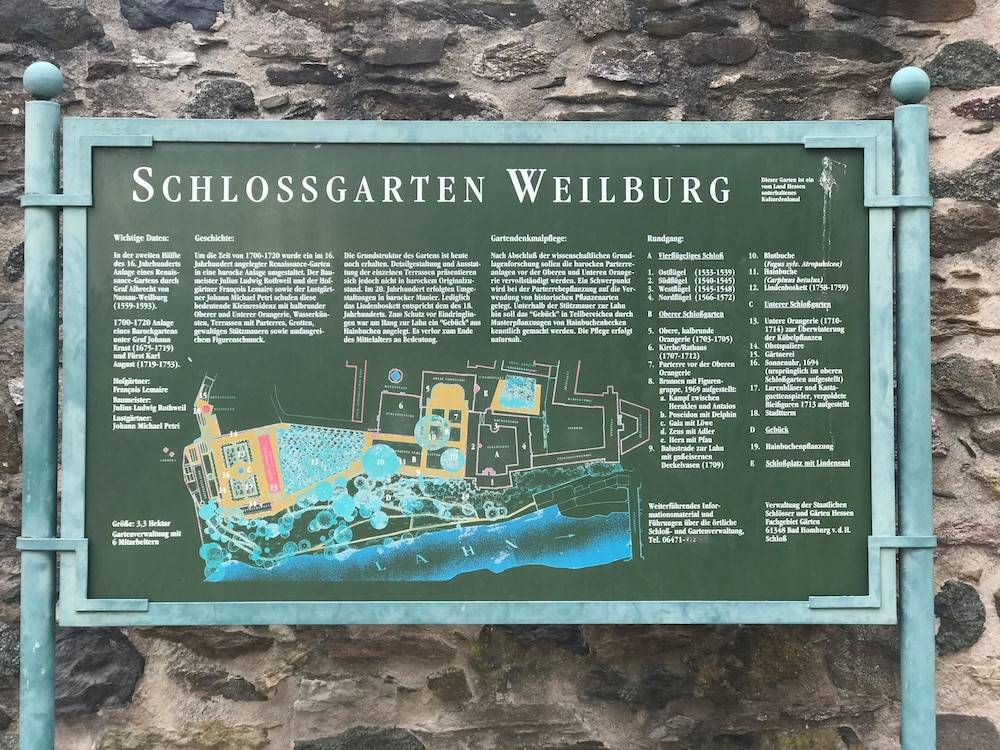 SCHLOSSGARTEN WEILBURG
Dieser Garten ist ein
vom Land Hessen
unterhaltenes
Kulturdenkmal
Wichtige Daten:
In der zweiten Hälfte
des 16. Jahrhunderts
Anlage eines Renais-
sance-Gartens durch
Graf Albrecht von
Nassau-Weilburg
(1559-1593).
1700-1720 Anlage
eines Barockgartens
unter Graf Johann
Ernst (1675-1719)
und Fürst Karl
August (1719-1753).
Hofgärtner:
François Lemaire
Baumeister:
Julius Ludwig Rothweil
Lustgärtner:
Johann Michael Petri
Größe: 3,3 Hektar
Gartenverwaltung mit
6 Mitarbeitern
Geschichte:
Um die Zeit von 1700-1720 wurde ein im 16.
Jahrhundert angelegter Renaissance-Garten
in eine barocke Anlage umgestaltet. Der Bau-
meister Julius Ludwig Rothweil und der Hof-
gärtner François Lemaire sowie der Lustgärt-
ner Johann Michael Petri schufen diese
bedeutende Kleinresidenz mit halbrunder
Oberer und Unterer Orangerie, Wasserkün-
sten, Terrassen mit Parterres, Grotten,
gewaltigen Stützmauern sowie umfangrei-
chem Figurenschmuck.
Die Grundstruktur des Gartens ist heute
noch erhalten. Detailgestaltung und Ausstat-
tung der einzelnen Terrassen präsentieren
sich jedoch nicht in barockem Originalzu-
stand. Im 20. Jahrhundert erfolgten Umge-
staltungen in barocker Manier. Lediglich
das Lindenboskett entspricht dem des 18.
Jahrhunderts. Zum Schutz vor Eindringlin-
gen war am Hang zur Lahn ein "Gebück" aus
Hainbuchen angelegt. Es verlor zum Ende
des Mittelalters an Bedeutung.
Gartendenkmalpflege:
Nach Abschluß der wissenschaftlichen Grund-
lagenforschung sollen die barocken Parterre-
anlagen vor der Oberen und Unteren Orange-
rie vervollständigt werden. Ein Schwerpunkt
wird bei der Parterrebepflanzung auf die Ver-
wendung von historischen Pflanzenarten
gelegt. Unterhalb der Stützmauer zur Lahn
hin soll das "Gebück" in Teilbereichen durch
Musterpflanzungen von Hainbuchenhecken
kenntlich gemacht werden. Die Pflege erfolgt
naturnah.
Rundgang:
A Vierflügeliges Schloß
1. Ostflügel (1533-1539)
2. Südflügel (1540-1545)
3. Westflügel (1545-1548)
4. Nordflügel (1566-1572)
B Oberer Schloßgarten
5. Obere, halbrunde
Orangerie (1703-1705)
6. Kirche/Rathaus
(1707-1712)
7. Parterre vor der Oberen
Orangerie
8. Brunnen mit Figuren-
gruppe, 1969 aufgestellt:
a. Kampf zwischen
Herakles und Antaios
b. Poseidon mit Delphin
c. Gaia mit Löwe
d. Zeus mit Adler
e. Hera mit Pfau
9. Balustrade zur Lahn
mit gußeisernen
Deckelvasen (1709)
10. Blutbuche
(Fagus sylv. Atropunicea)
11. Hainbuche
(Carpinus betulus)
12. Lindenboskett (1758-1759)
C Unterer Schloßgarten
13. Untere Orangerie (1710-
1714) zur Überwinterung
der Kübelpflanzen
14. Obstspaliere
15. Gärtnerei
16. Sonnenuhr, 1694
(ursprünglich im oberen
Schloßgarten aufgestellt)
17. Lurenbläser und Kasta-
gnettenspieler, vergoldete
Bleifiguren 1713 aufgestellt
18. Stadtturm
D Gebück
19. Hainbuchenpflanzung
E Schloßplatz mit Lindensaal
Weiterführendes Infor-
mationsmaterial und
Führungen über die örtliche
Schloß- und Gartenverwaltung,
Tel. 06471-
Verwaltung der Staatlichen
Schlösser und Gärten Hessen
Fachgebiet Gärten
61348 Bad Homburg v. d. H.
Schloß
15
5
E
6
7
14
10
2
A
4
12
10
11
B
16
13
9
1
D
LAHN